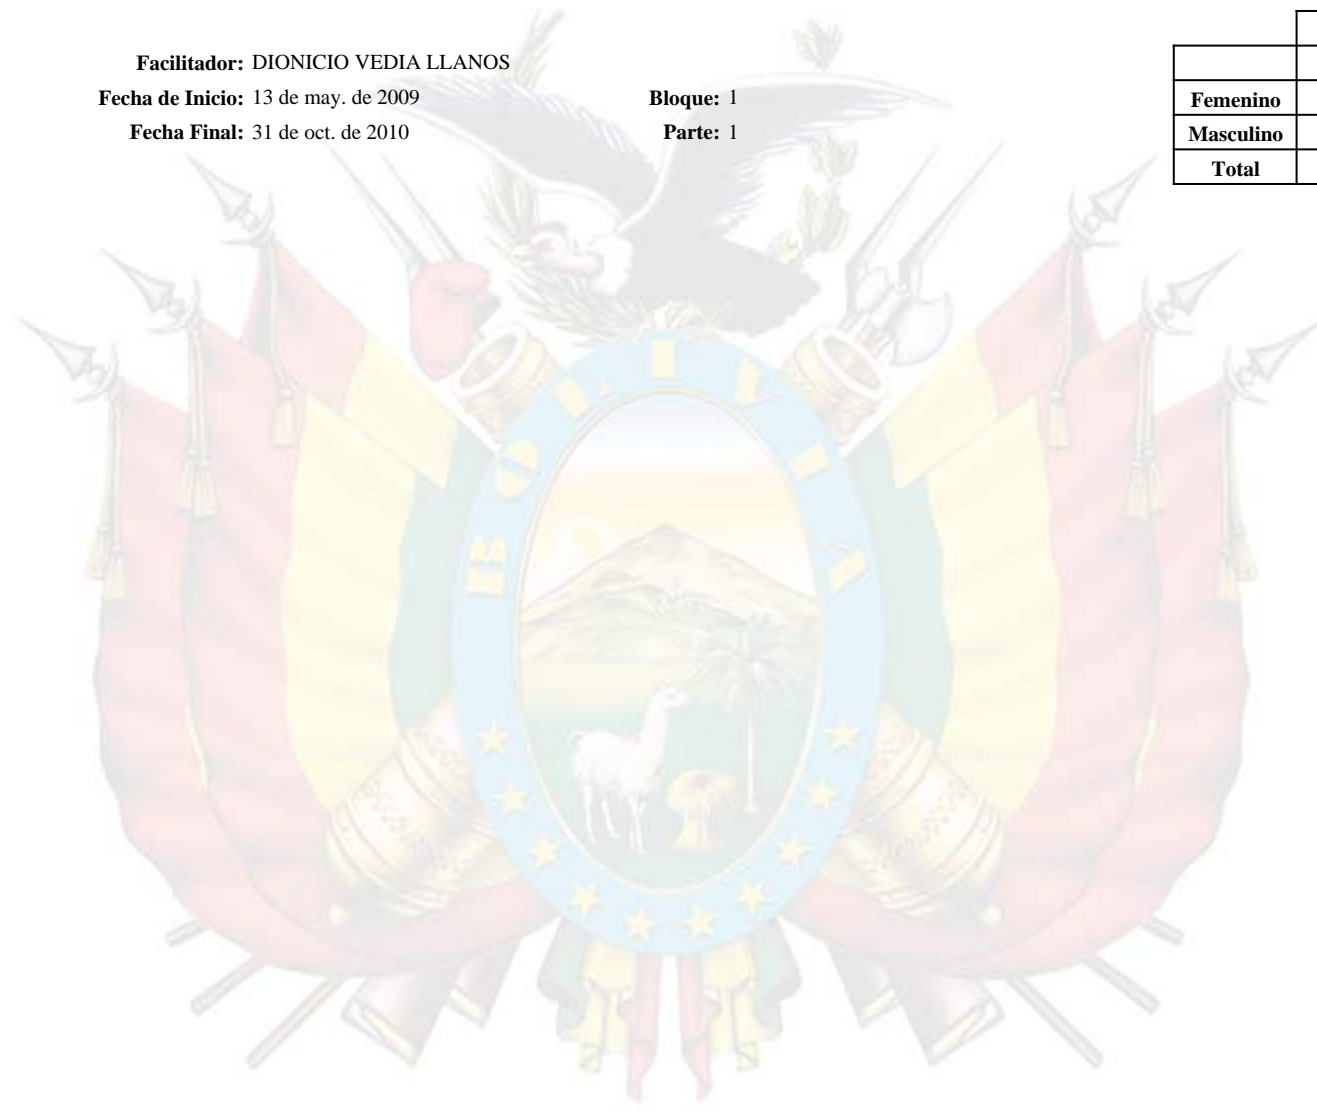 Facilitador: DIONICIO VEDIA LLANOS
Fecha de Inicio: 13 de may. de 2009 Bloque: 1
Fecha Final: 31 de oct. de 2010 Parte: 1
Femenino
Masculino
Total
BOLIVIA